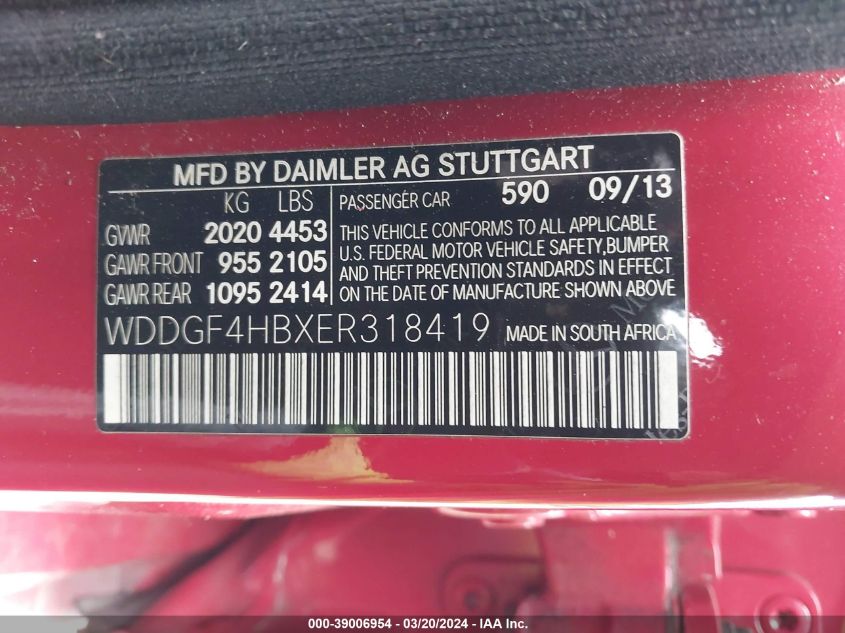 MFD BY DAIMLER AG STUTTGART
KG LBS PASSENGER CAR 590 09/13
GVWR 2020 4453
GAWR FRONT 955 2105
GAWR REAR 1095 2414
THIS VEHICLE CONFORMS TO ALL APPLICABLE
U.S. FEDERAL MOTOR VEHICLE SAFETY,BUMPER
AND THEFT PREVENTION STANDARDS IN EFFECT
ON THE DATE OF MANUFACTURE SHOWN ABOVE
WDDGF4HBXER318419 MADE IN SOUTH AFRICA
000-39006954 / 03/20/2024 - IAA Inc.